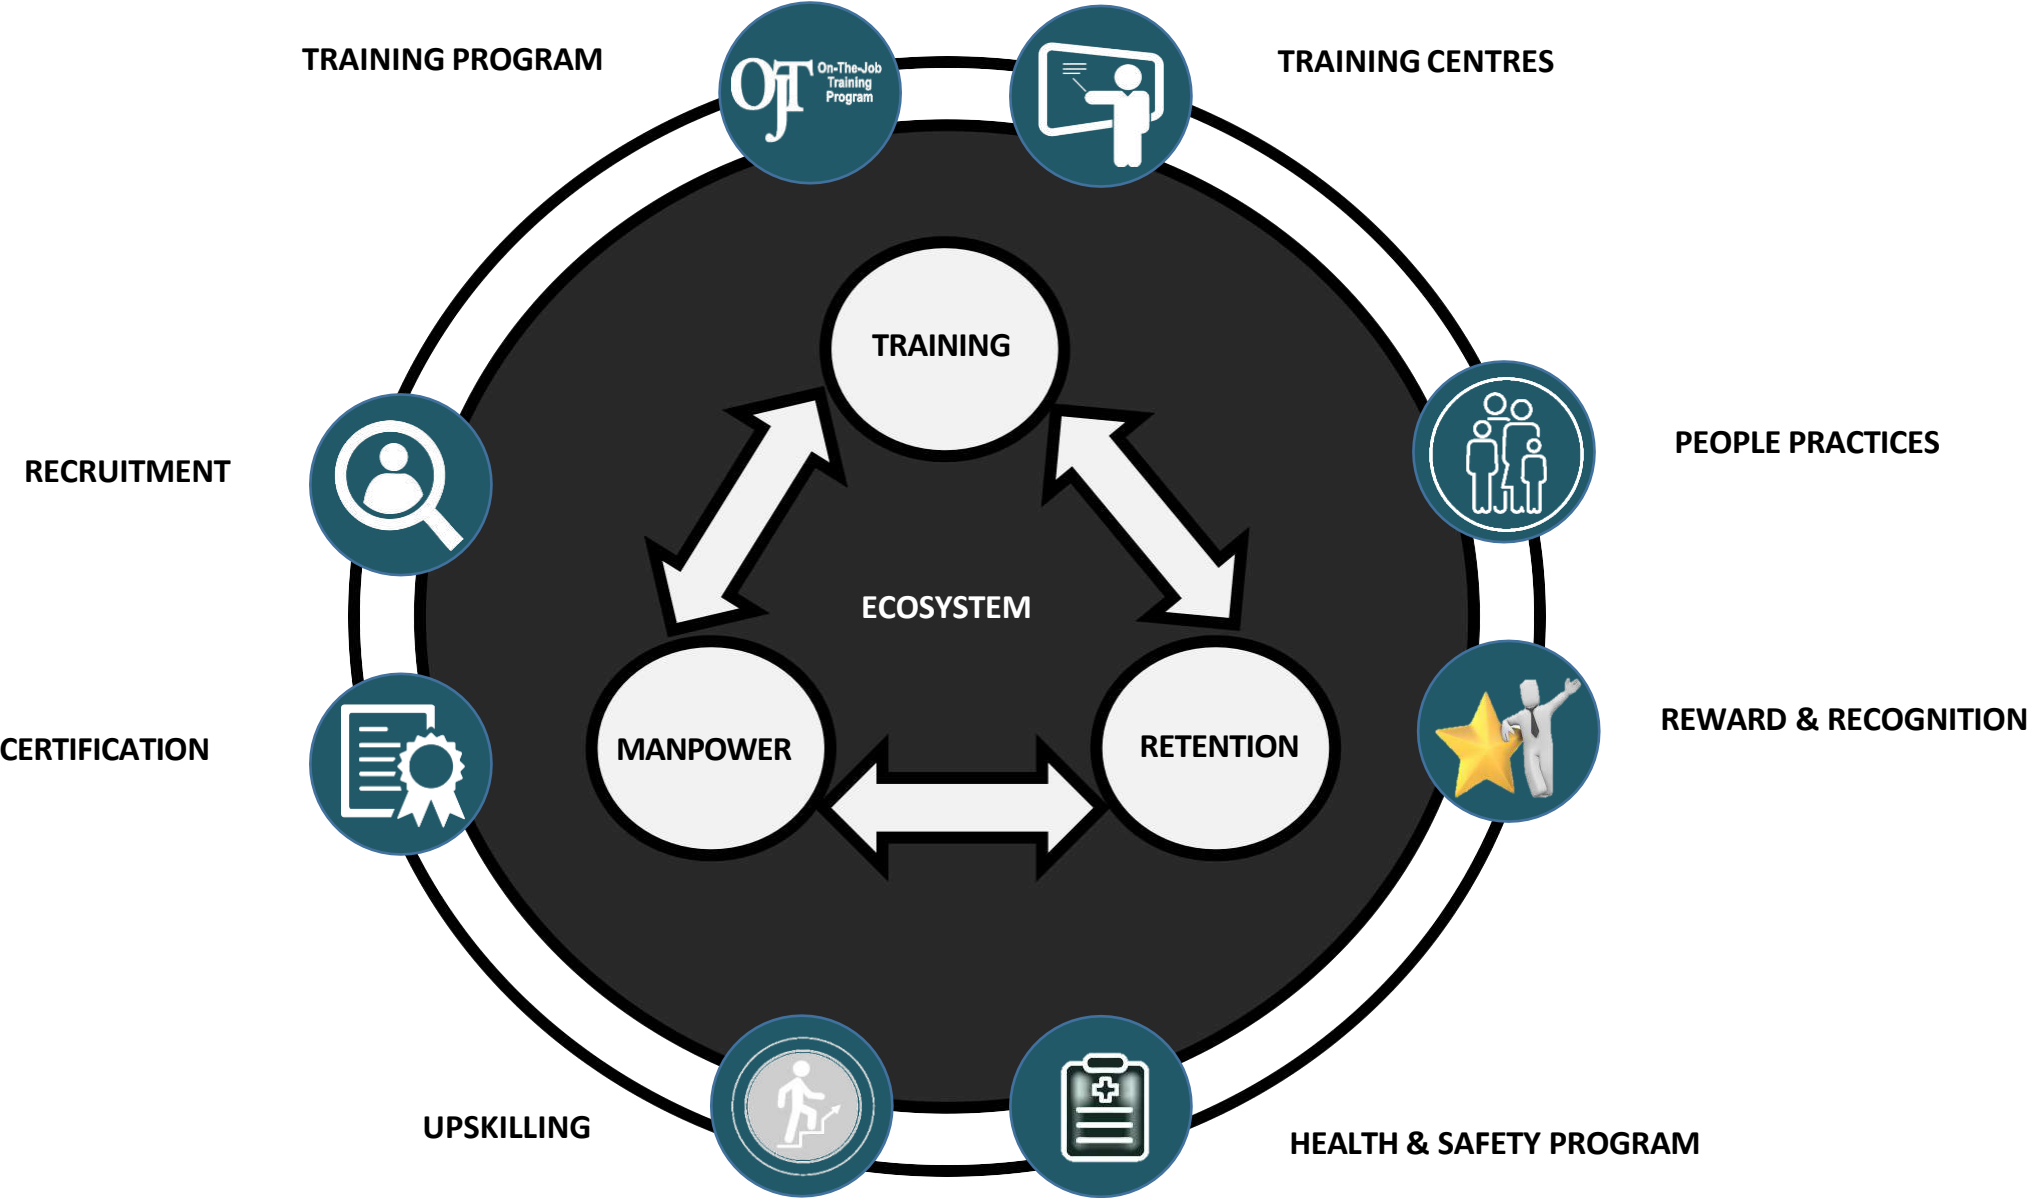 TRAINING PROGRAM
OJT
On-The-Job
Training
Program
TRAINING CENTRES
TRAINING
RECRUITMENT
PEOPLE PRACTICES
ECOSYSTEM
CERTIFICATION
MANPOWER
RETENTION
REWARD & RECOGNITION
UPSKILLING
HEALTH & SAFETY PROGRAM